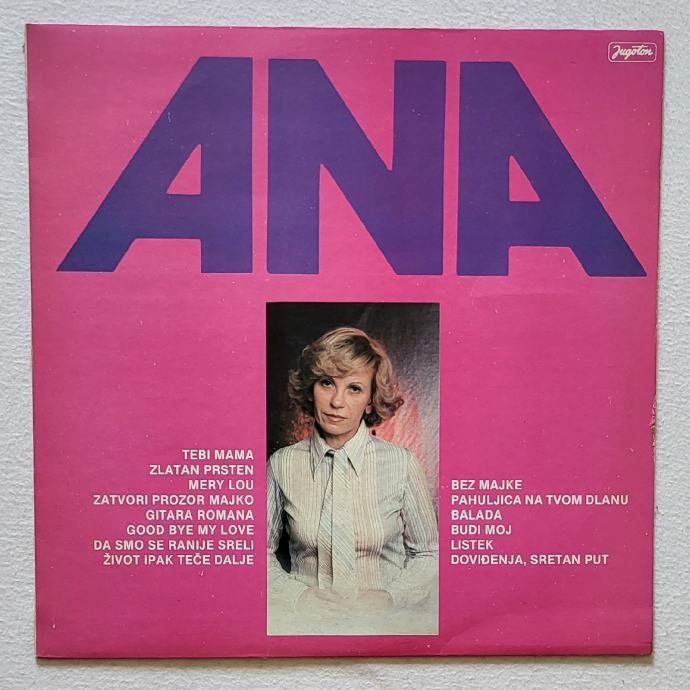 Jugoton
ANA
TEBI MAMA
ZLATAN PRSTEN
MERY LOU
ZATVORI PROZOR MAJKO
GITARA ROMANA
GOOD BYE MY LOVE
DA SMO SE RANIJE SRELI
ŽIVOT IPAK TEČE DALJE
BEZ MAJKE
PAHULJICA NA TVOM DLANU
BALADA
BUDI MOJ
LISTEK
DOVIĐENJA, SRETAN PUT